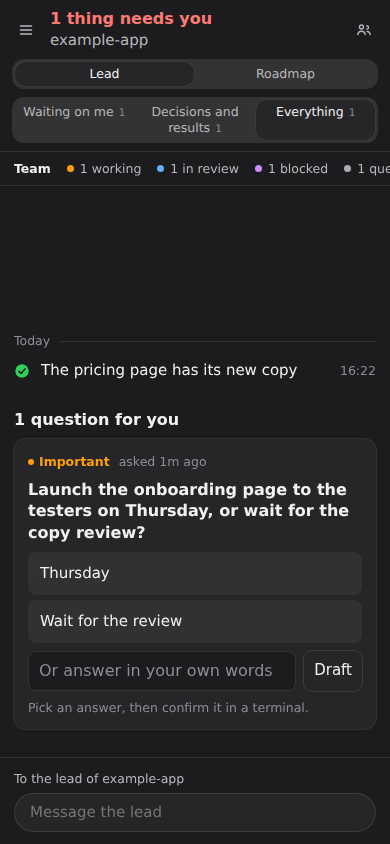 1 thing needs you
example-app
Lead
Roadmap
Waiting on me 1
Decisions and
results 1
Everything 1
Team
1 working
1 in review
1 blocked
1 que
Today
The pricing page has its new copy
16:22
1 question for you
Important asked 1m ago
Launch the onboarding page to the
testers on Thursday, or wait for the
copy review?
Thursday
Wait for the review
Or answer in your own words
Draft
Pick an answer, then confirm it in a terminal.
To the lead of example-app
Message the lead